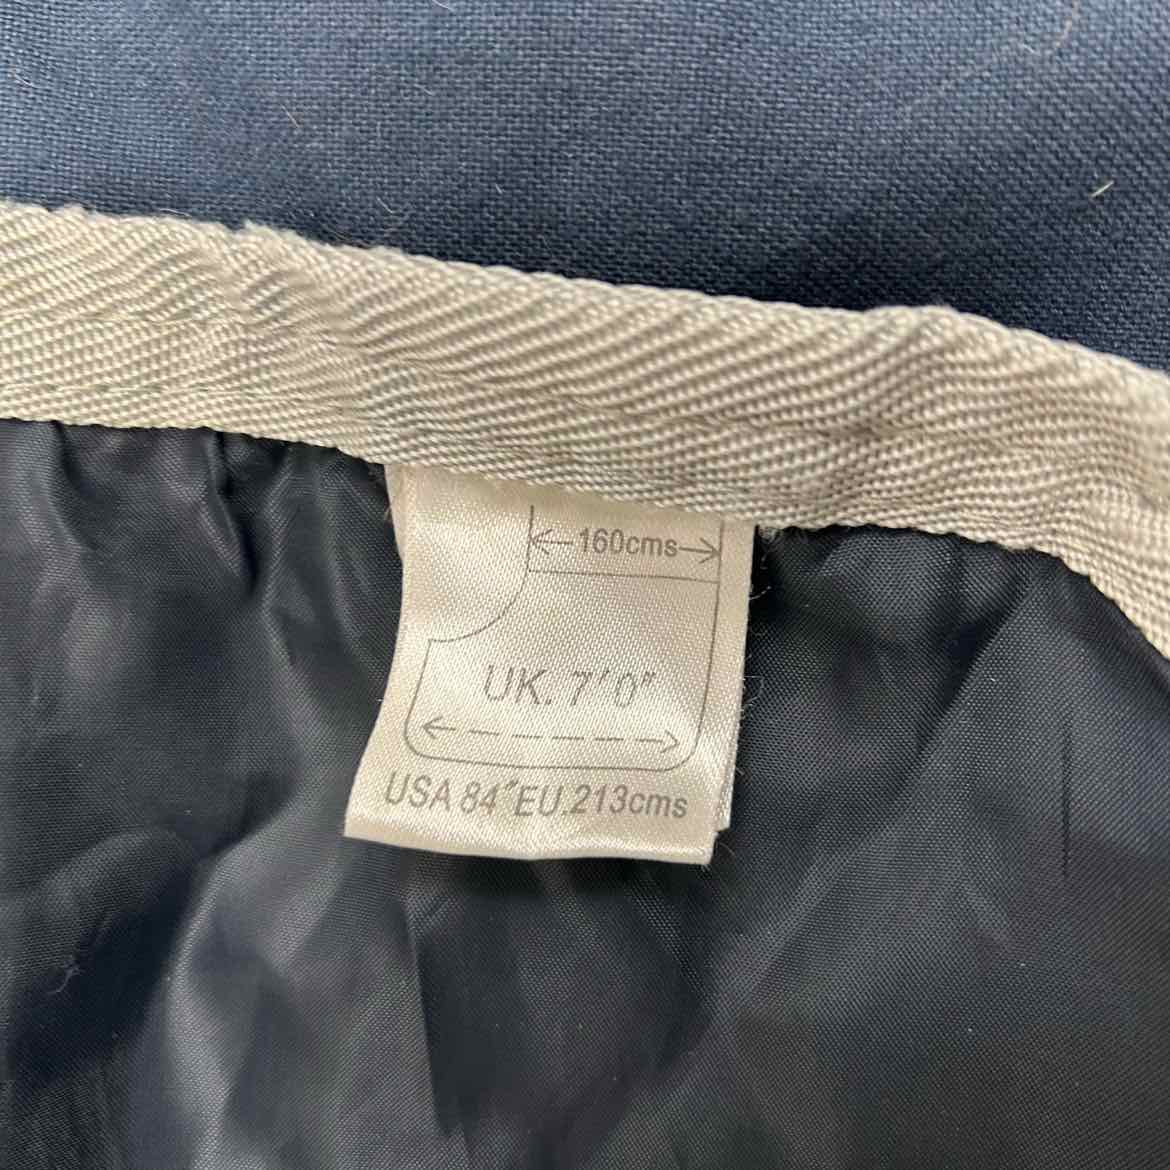 160cms
UK. 7'0"
USA 84" EU.213cms